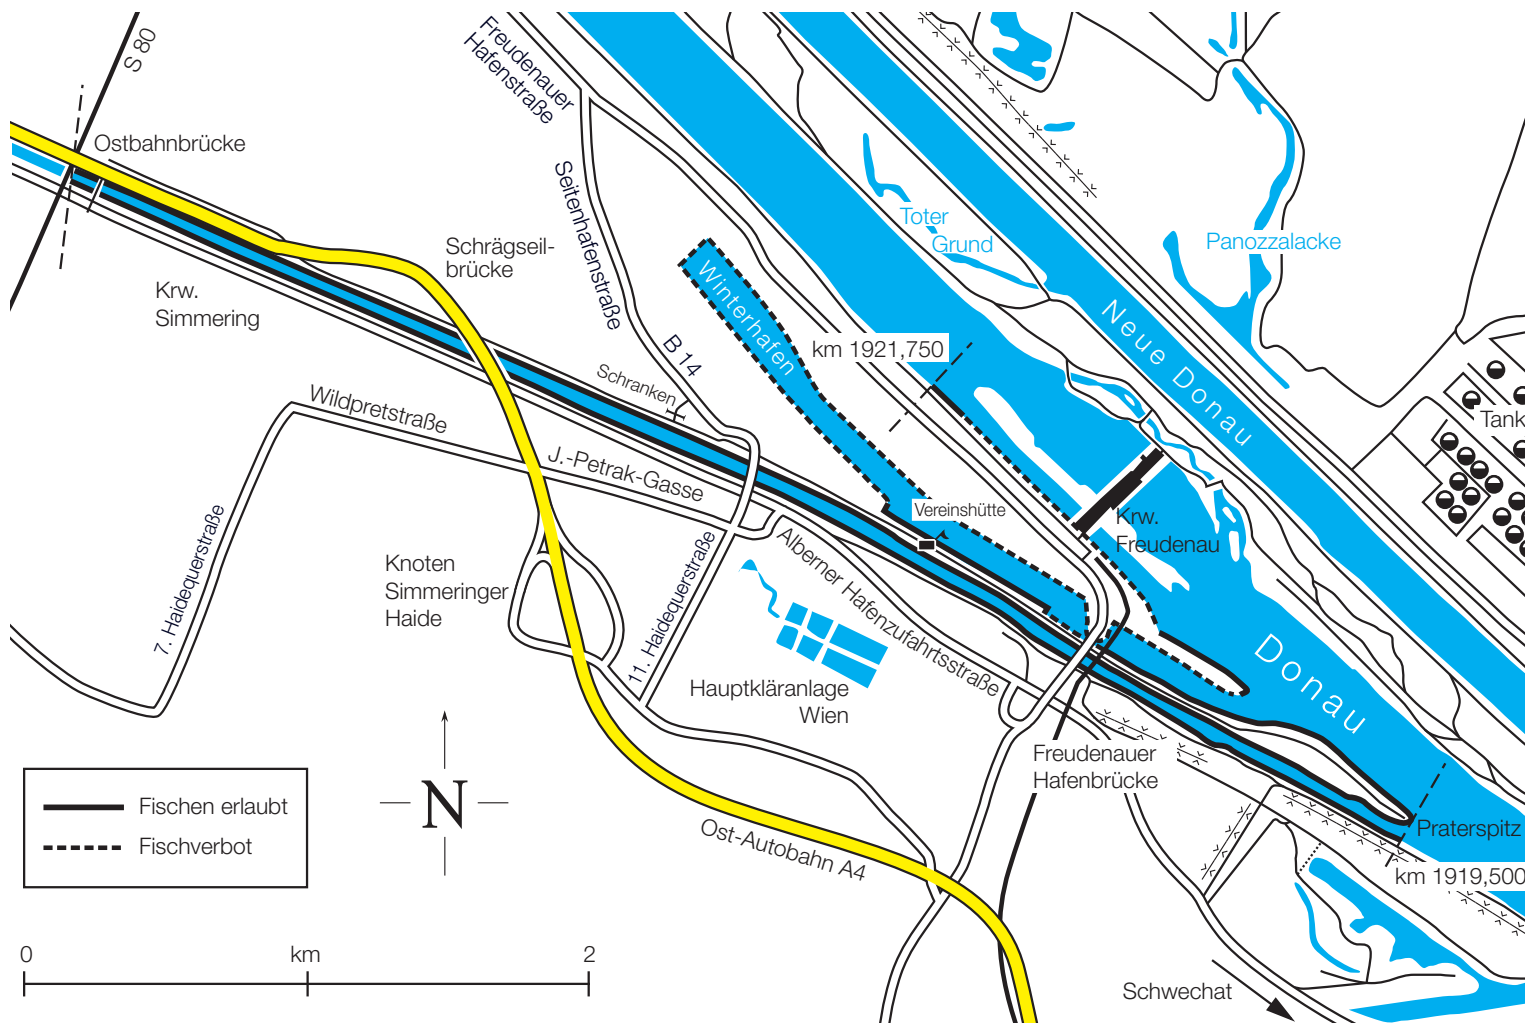 S 80
Freudenauer
Hafenstraße
Ostbahnbrücke
Seitenhafenstraße
Toter
Grund
Panozzalacke
Schrägseil-
brücke
Krw.
Simmering
Winterhafen
Neue Donau
km 1921,750
B 14
Schranken
Wildpretstraße
J.-Petrak-Gasse
Tank
Vereinshütte
Krw.
Freudenau
7. Haidequerstraße
Knoten
Simmeringer
Haide
11. Haidequerstraße
Alberner Hafenzufahrtsstraße
Hauptkläranlage
Wien
Donau
Freudenauer
Hafenbrücke
Fischen erlaubt
Fischverbot
N
Ost-Autobahn A4
Praterspitz
km 1919,500
0 km 2
Schwechat